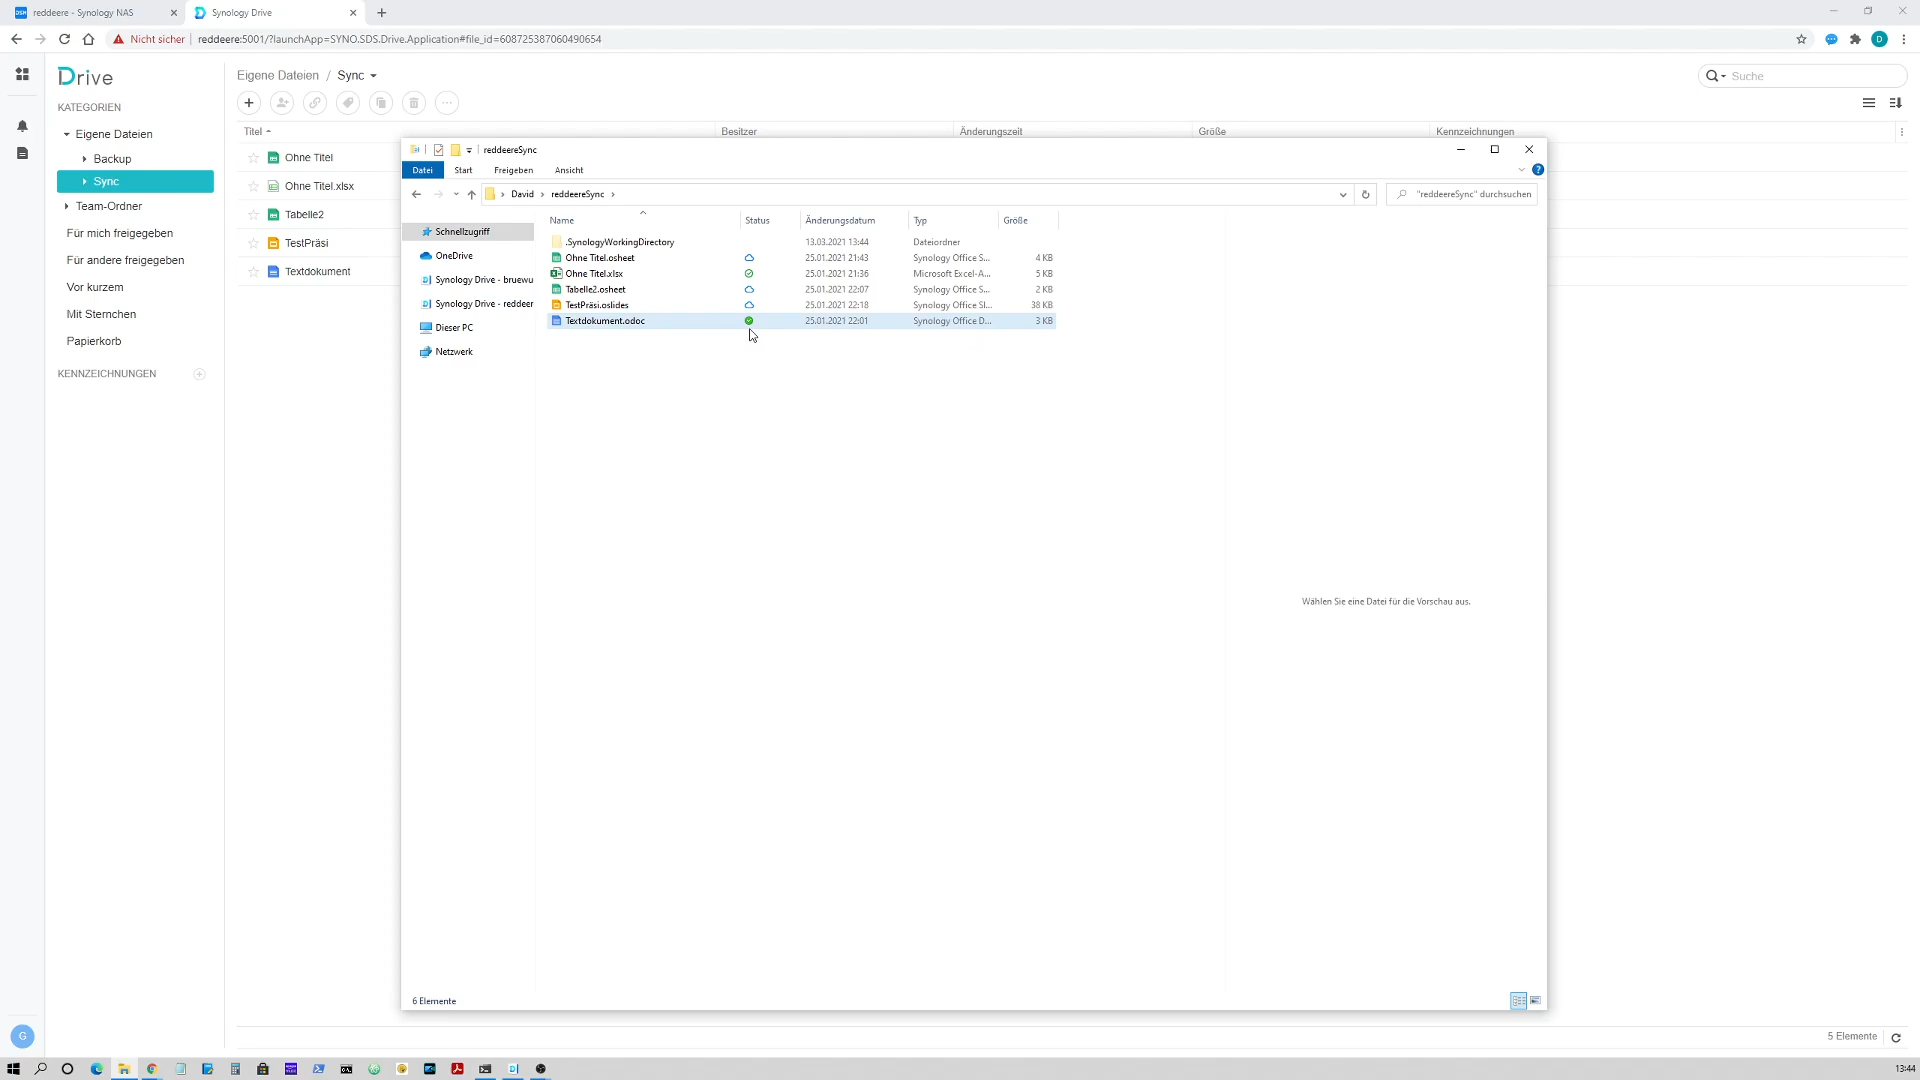 reddeere - Synology NAS
Synology Drive
Nicht sicher
reddeere:5001/?launchApp=SYNO.SDS.Drive.Application#file_id=608725387060490654
D
Drive
KATEGORIEN
Eigene Dateien
Backup
Sync
Team-Ordner
Für mich freigegeben
Für andere freigegeben
Vor kurzem
Mit Sternchen
Papierkorb
KENNZEICHNUNGEN
G
Eigene Dateien / Sync
Suche
Titel Besitzer Änderungszeit Größe Kennzeichnungen
Ohne Titel
Ohne Titel.xlsx
Tabelle2
TestPräsi
Textdokument
reddeereSync
Datei Start Freigeben Ansicht
David › reddeereSync ›
"reddeereSync" durchsuchen
Schnellzugriff
OneDrive
Synology Drive - bruewu
Synology Drive - reddeer
Dieser PC
Netzwerk
Name Status Änderungsdatum Typ Größe
.SynologyWorkingDirectory 13.03.2021 13:44 Dateiordner
Ohne Titel.osheet 25.01.2021 21:43 Synology Office S... 4 KB
Ohne Titel.xlsx 25.01.2021 21:36 Microsoft Excel-A... 5 KB
Tabelle2.osheet 25.01.2021 22:07 Synology Office S... 2 KB
TestPräsi.oslides 25.01.2021 22:18 Synology Office Sl... 38 KB
Textdokument.odoc 25.01.2021 22:01 Synology Office D... 3 KB
Wählen Sie eine Datei für die Vorschau aus.
6 Elemente
5 Elemente
13:44